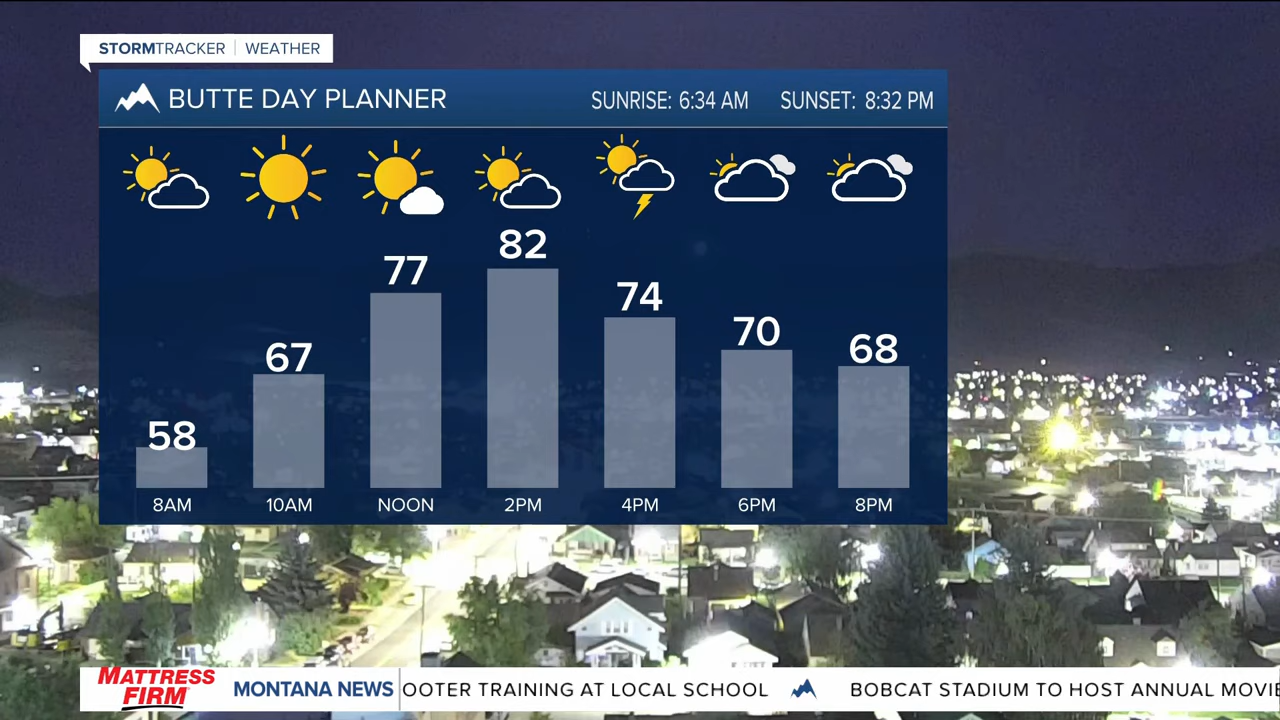 STORMTRACKER | WEATHER
BUTTE DAY PLANNER
SUNRISE: 6:34 AM SUNSET: 8:32 PM
58 67 77 82 74 70 68
8AM 10AM NOON 2PM 4PM 6PM 8PM
MATTRESS
FIRM
MONTANA NEWS
OOTER TRAINING AT LOCAL SCHOOL
BOBCAT STADIUM TO HOST ANNUAL MOVIE